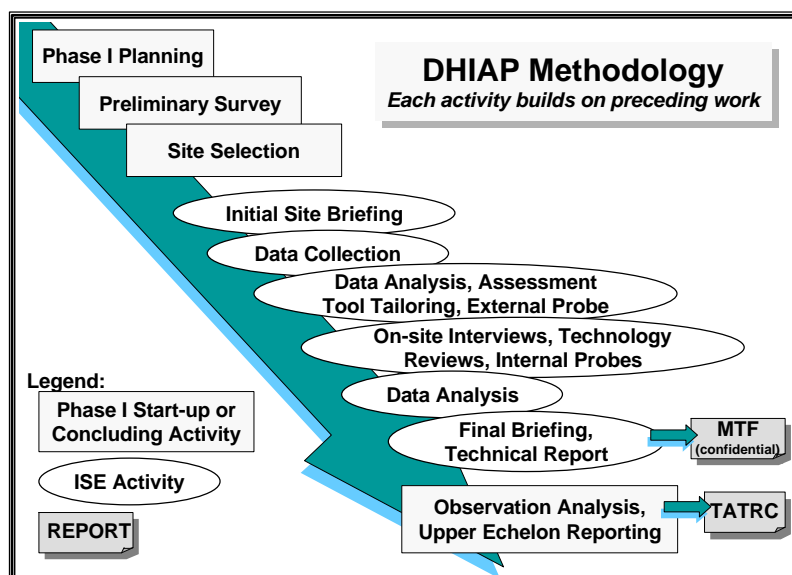 Phase I Planning
DHIAP Methodology
Each activity builds on preceding work
Preliminary Survey
Site Selection
Initial Site Briefing
Data Collection
Data Analysis, Assessment
Tool Tailoring, External Probe
On-site Interviews, Technology
Reviews, Internal Probes
Data Analysis
Final Briefing,
Technical Report
MTF
(confidential)
Observation Analysis,
Upper Echelon Reporting
TATRC
Legend:
Phase I Start-up or
Concluding Activity
ISE Activity
REPORT